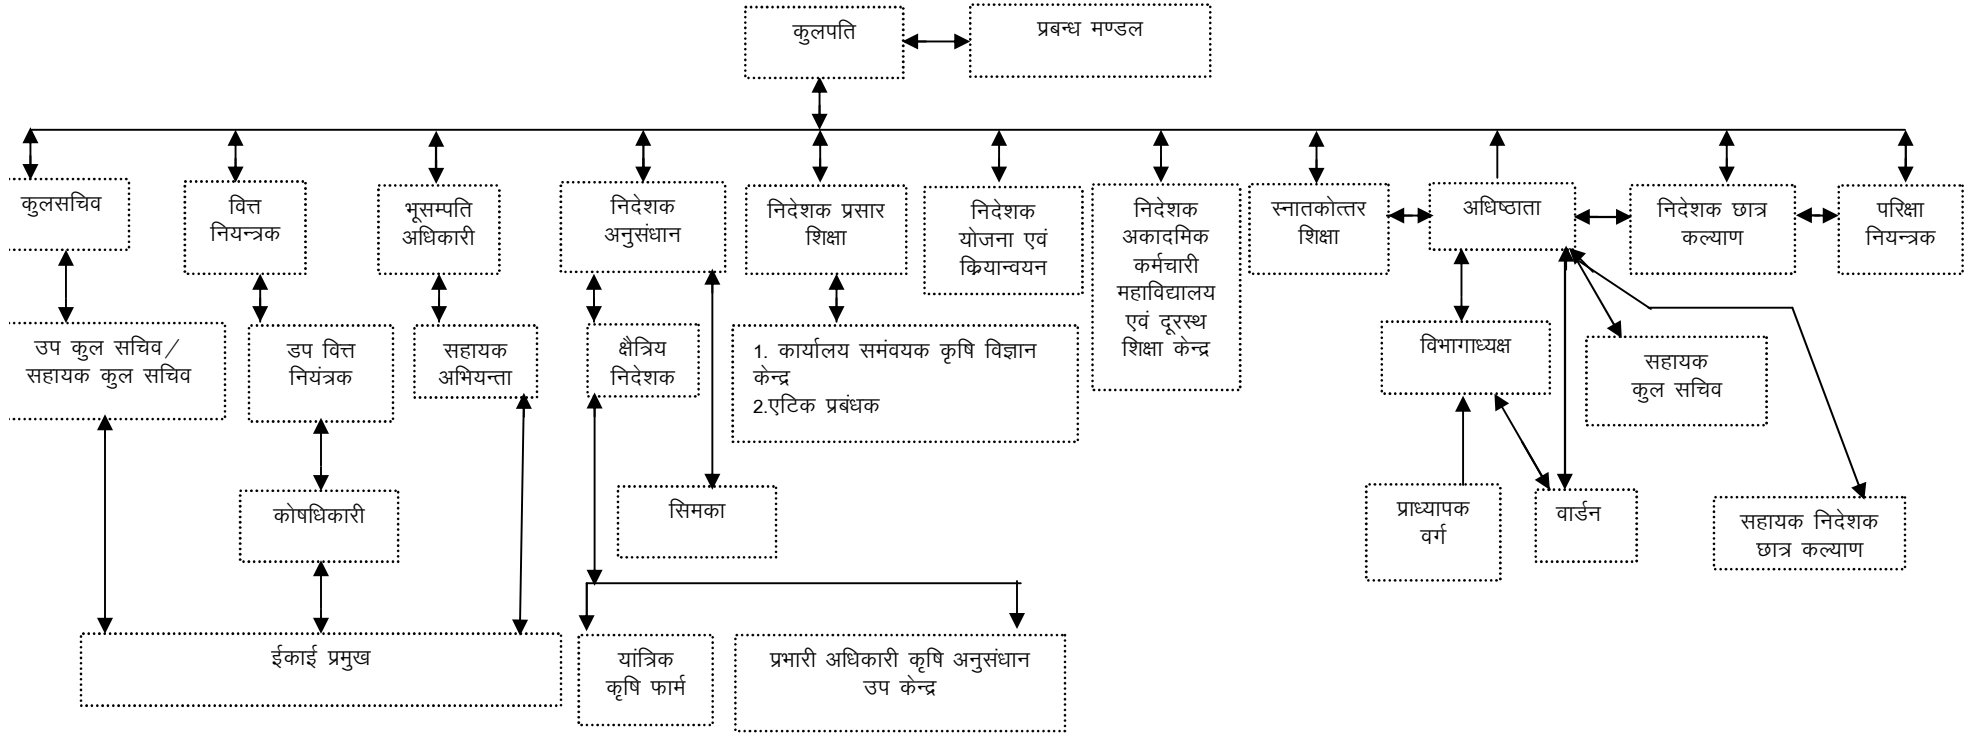 कुलपति
प्रबन्ध मण्डल
कुलसचिव
वित्त
नियन्त्रक
भूसम्पति
अधिकारी
निदेशक
अनुसंधान
निदेशक प्रसार
शिक्षा
निदेशक
योजना एवं
कियान्वयन
निदेशक
अकादमिक
कर्मचारी
महाविद्यालय
एवं दूरस्थ
शिक्षा केन्द्र
स्नातकोत्तर
शिक्षा
अधिष्ठाता
निदेशक छात्र
कल्याण
परिक्षा
नियन्त्रक
उप कुल सचिव/
सहायक कुल सचिव
डप वित्त
नियंत्रक
सहायक
अभियन्ता
क्षैत्रिय
निदेशक
1. कार्यालय समंवयक कृषि विज्ञान
केन्द्र
2.एटिक प्रबंधक
विभागाध्यक्ष
सहायक
कुल सचिव
कोषधिकारी
सिमका
प्राध्यापक
वर्ग
वार्डन
सहायक निदेशक
छात्र कल्याण
ईकाई प्रमुख
यांत्रिक
कृषि फार्म
प्रभारी अधिकारी कृषि अनुसंधान
उप केन्द्र